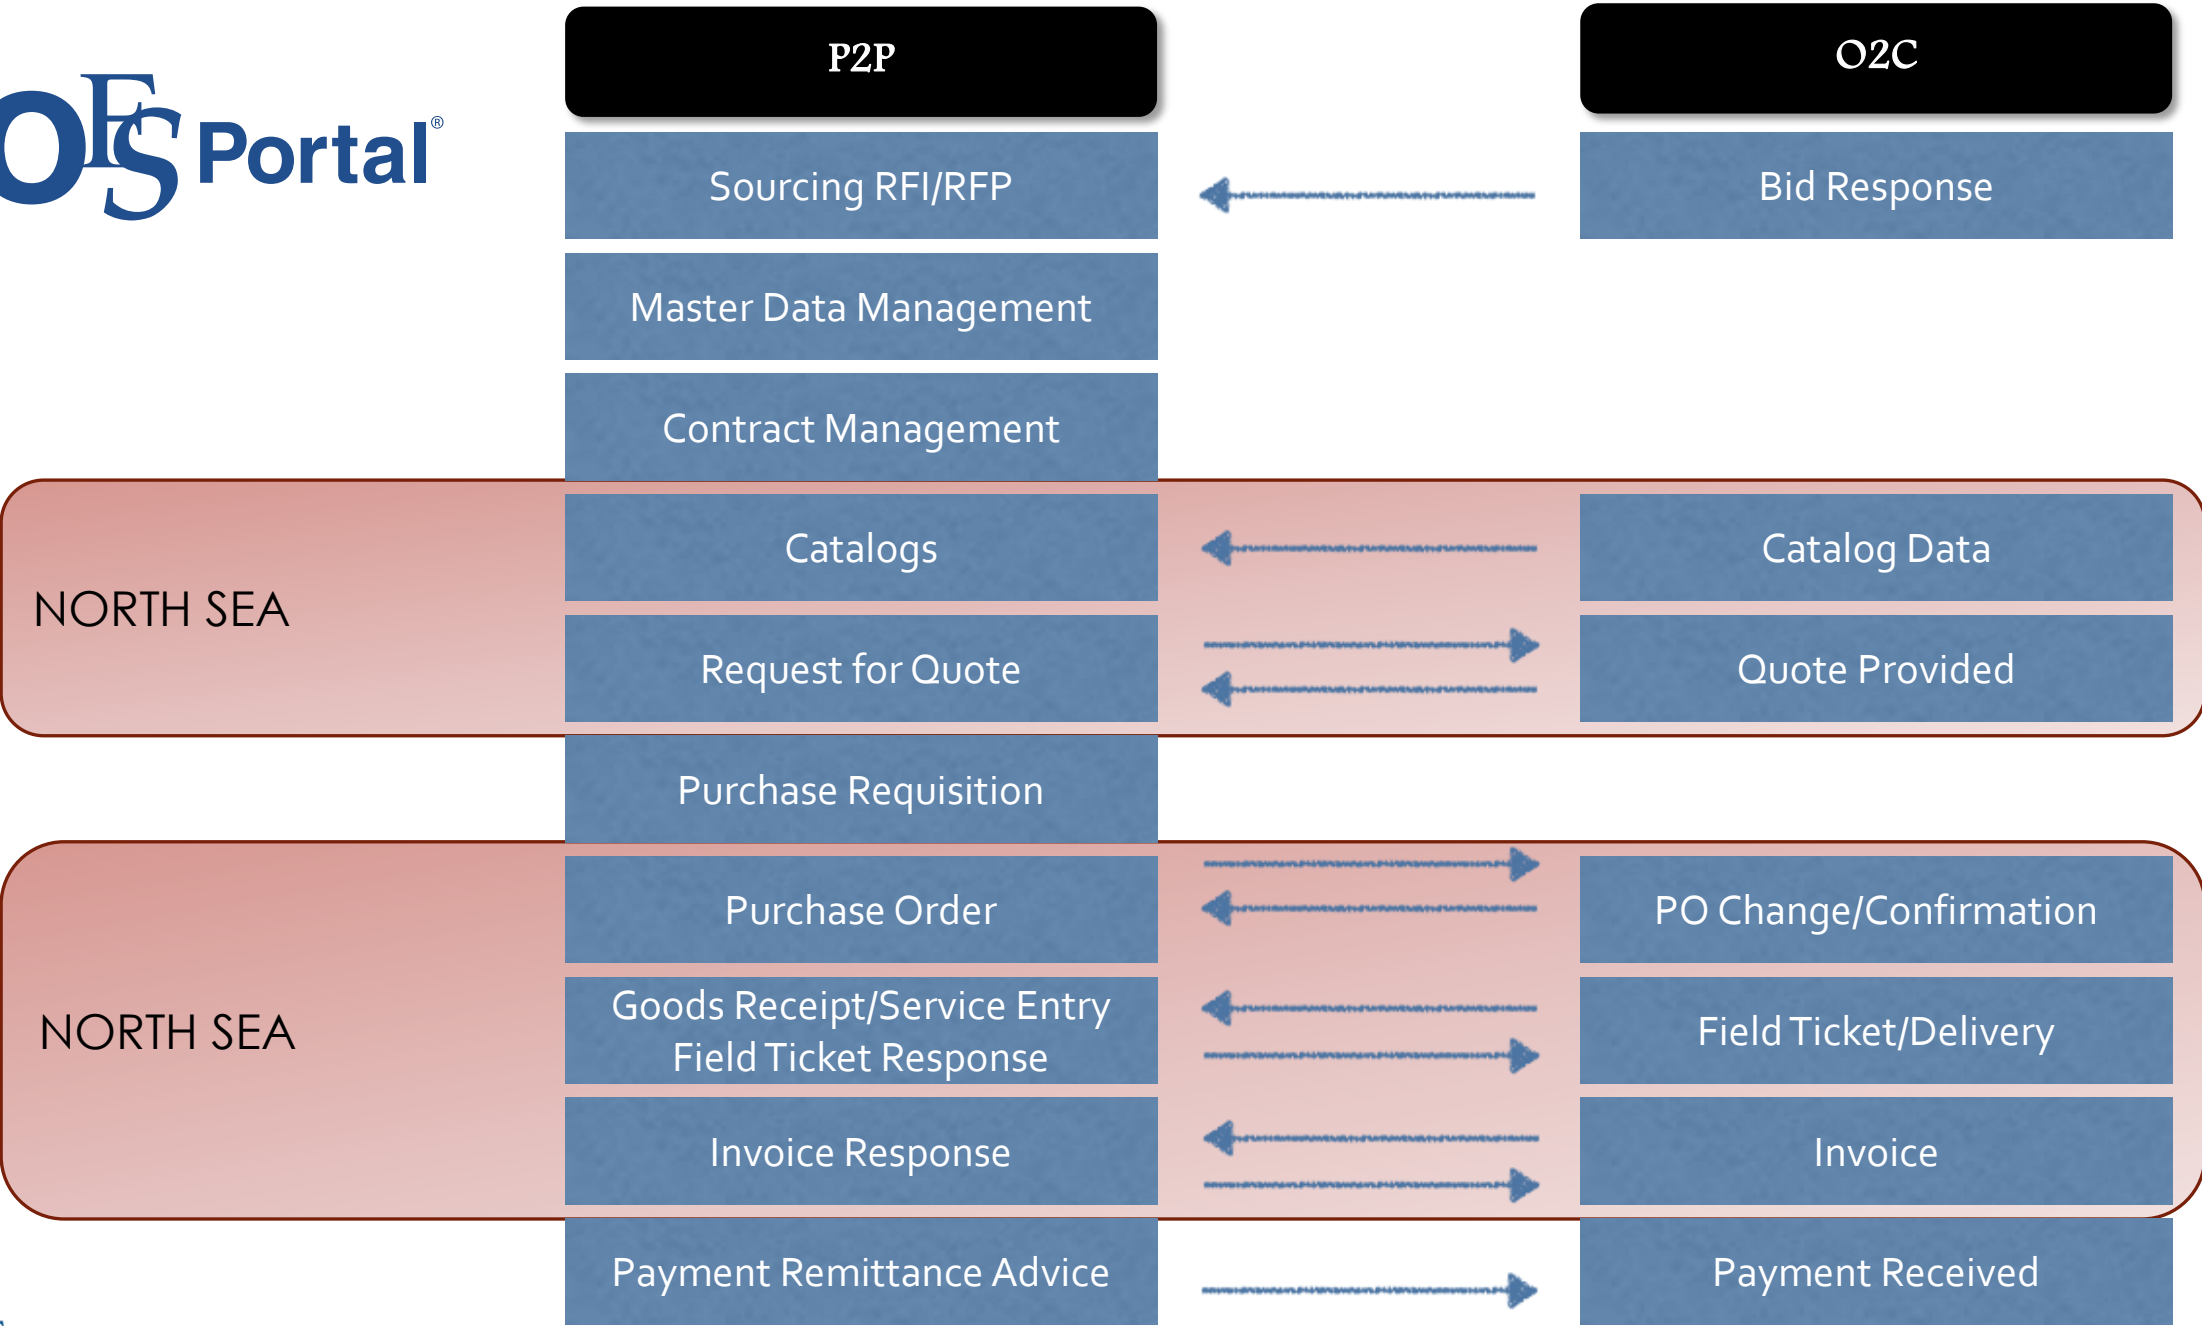 P2P
O2C
OFS Portal®
Sourcing RFI/RFP
Bid Response
Master Data Management
Contract Management
NORTH SEA
Catalogs
Catalog Data
Request for Quote
Quote Provided
Purchase Requisition
NORTH SEA
Purchase Order
PO Change/Confirmation
Goods Receipt/Service Entry
Field Ticket Response
Field Ticket/Delivery
Invoice Response
Invoice
Payment Remittance Advice
Payment Received